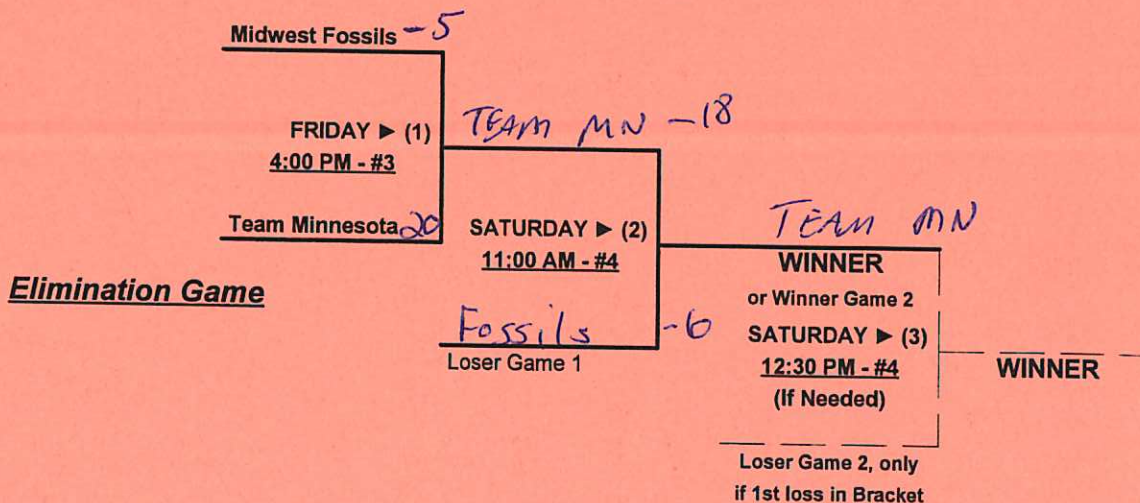 Midwest Fossils - 5
FRIDAY ► (1)
4:00 PM - #3
TEAM MN - 18
Team Minnesota 20
SATURDAY ► (2)
11:00 AM - #4
TEAM MN
WINNER
or Winner Game 2
Elimination Game
Fossils - 6
Loser Game 1
SATURDAY ► (3)
12:30 PM - #4
(If Needed)
WINNER
Loser Game 2, only
if 1st loss in Bracket